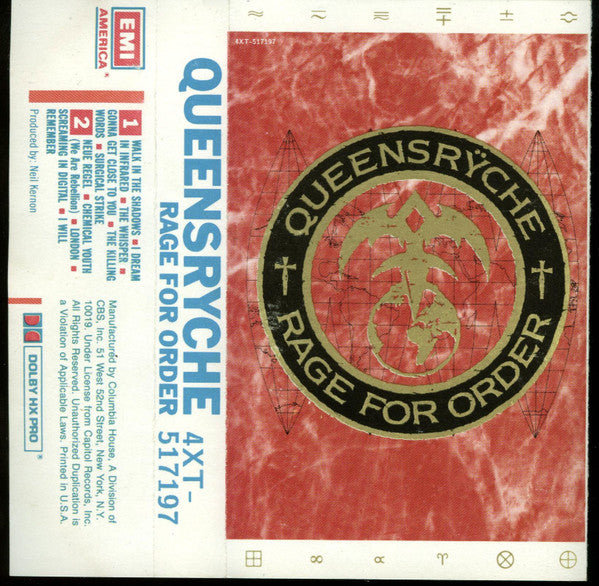 EMI
AMERICA®
1 WALK IN THE SHADOWS ■ I DREAM
IN INFRARED ■ THE WHISPER ■
GONNA GET CLOSE TO YOU ■ THE KILLING
WORDS ■ SURGICAL STRIKE
2 NEUE REGEL ■ CHEMICAL YOUTH
(We Are Rebellion) ■ LONDON ■
SCREAMING IN DIGITAL ■ I WILL
REMEMBER
Produced by: Neil Kernon
DOLBY HX PRO®
Manufactured by Columbia House, A Division of
CBS, Inc. 51 West 52nd Street, New York, N.Y.
10019. Under License from Capitol Records, Inc.
All Rights Reserved. Unauthorized Duplication is
a Violation of Applicable Laws. Printed in U.S.A.
QUEENSRYCHE 4XT-
RAGE FOR ORDER 517197
4XT-517197
QUEENSRŸCHE
RAGE FOR ORDER